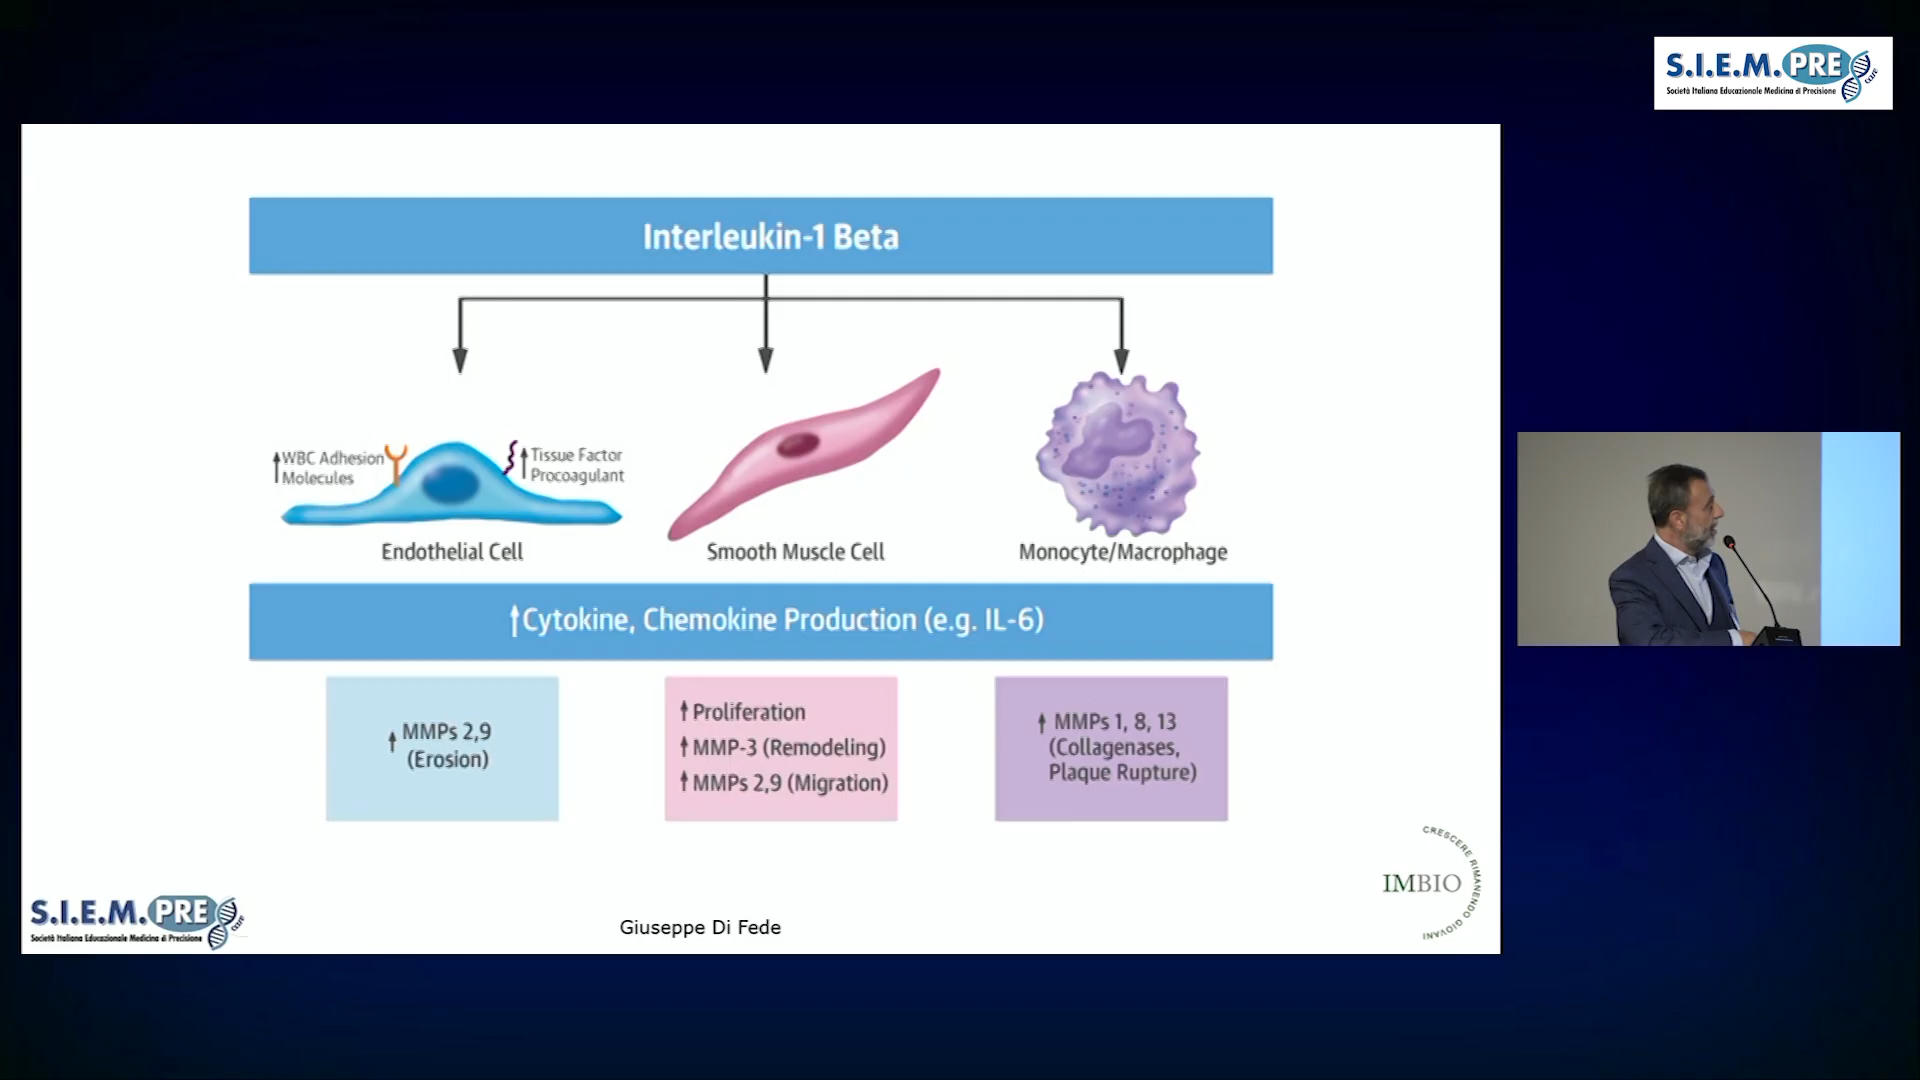 S.I.E.M.PRE
care
Società Italiana Educazionale Medicina di Precisione
Interleukin-1 Beta
↑WBC Adhesion
Molecules
↑Tissue Factor
Procoagulant
Endothelial Cell
Smooth Muscle Cell
Monocyte/Macrophage
↑Cytokine, Chemokine Production (e.g. IL-6)
↑ MMPs 2,9
(Erosion)
↑Proliferation
↑MMP-3 (Remodeling)
↑MMPs 2,9 (Migration)
↑ MMPs 1, 8, 13
(Collagenases,
Plaque Rupture)
S.I.E.M.PRE
care
Società Italiana Educazionale Medicina di Precisione
Giuseppe Di Fede
IMBIO
CRESCERE RIMANENDO GIOVANI